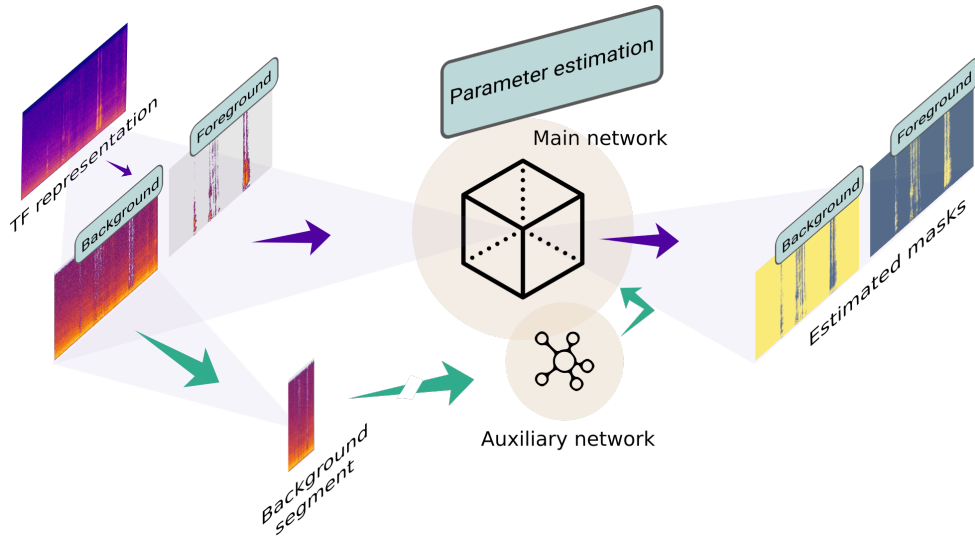 TF representation
Foreground
Background
Parameter estimation
Main network
Auxiliary network
Background
segment
Foreground
Background
Estimated masks